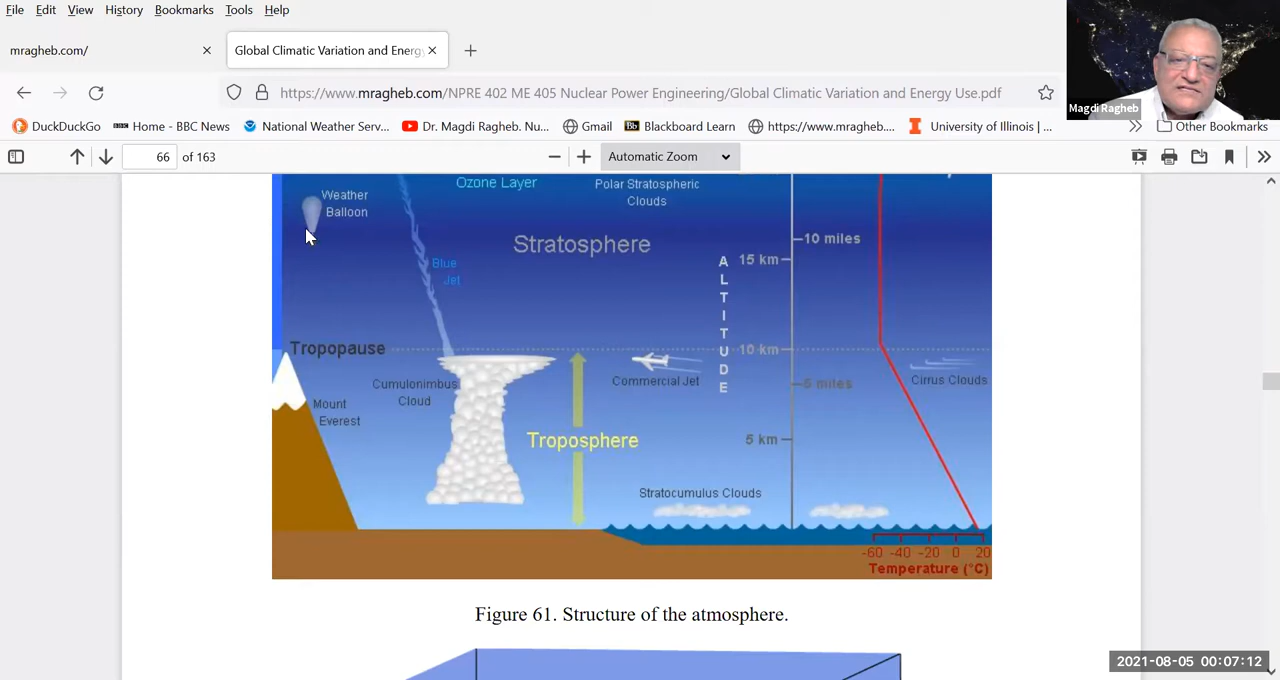 File Edit View History Bookmarks Tools Help
mragheb.com/
Global Climatic Variation and Energy
https://www.mragheb.com/NPRE 402 ME 405 Nuclear Power Engineering/Global Climatic Variation and Energy Use.pdf
Magdi Ragheb
DuckDuckGo
BBC
Home - BBC News
National Weather Serv...
Dr. Magdi Ragheb. Nu...
Gmail
Bb
Blackboard Learn
https://www.mragheb....
University of Illinois | ...
Other Bookmarks
66 of 163
Automatic Zoom
Ozone Layer
Polar Stratospheric
Clouds
Weather
Balloon
Stratosphere
10 miles
15 km
Blue
Jet
ALTITUDE
Tropopause
10 km
Commercial Jet
5 miles
Cirrus Clouds
Cumulonimbus
Cloud
Mount
Everest
Troposphere
5 km
Stratocumulus Clouds
-60 -40 -20 0 20
Temperature (°C)
Figure 61. Structure of the atmosphere.
2021-08-05 00:07:12